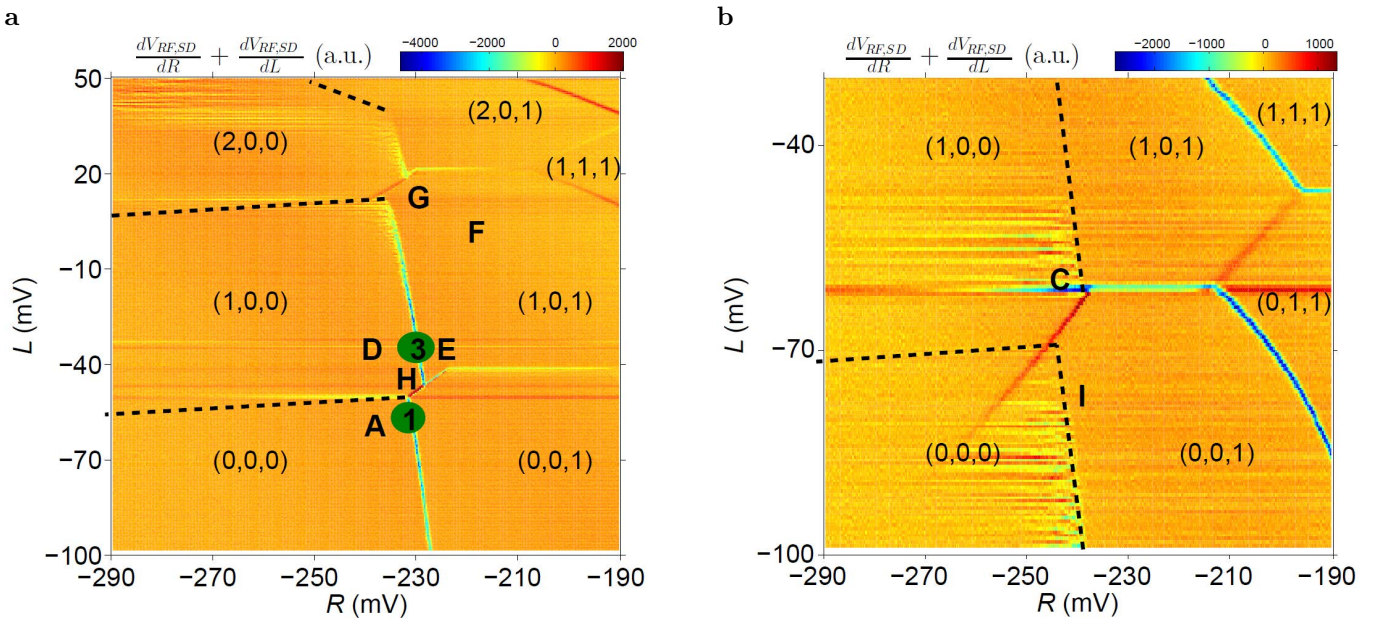 a
dV_{RF,SD}/dR + dV_{RF,SD}/dL (a.u.)
−4000 −2000 0 2000
50
20
−10
−40
−70
−100
L (mV)
(2,0,1)
(2,0,0)
(1,1,1)
G
F
(1,0,0)
(1,0,1)
D 3 E
H
A 1
(0,0,0)
(0,0,1)
−290 −270 −250 −230 −210 −190
R (mV)
b
dV_{RF,SD}/dR + dV_{RF,SD}/dL (a.u.)
−2000 −1000 0 1000
−40
−70
−100
L (mV)
(1,1,1)
(1,0,0)
(1,0,1)
C
(0,1,1)
I
(0,0,0)
(0,0,1)
−290 −270 −250 −230 −210 −190
R (mV)